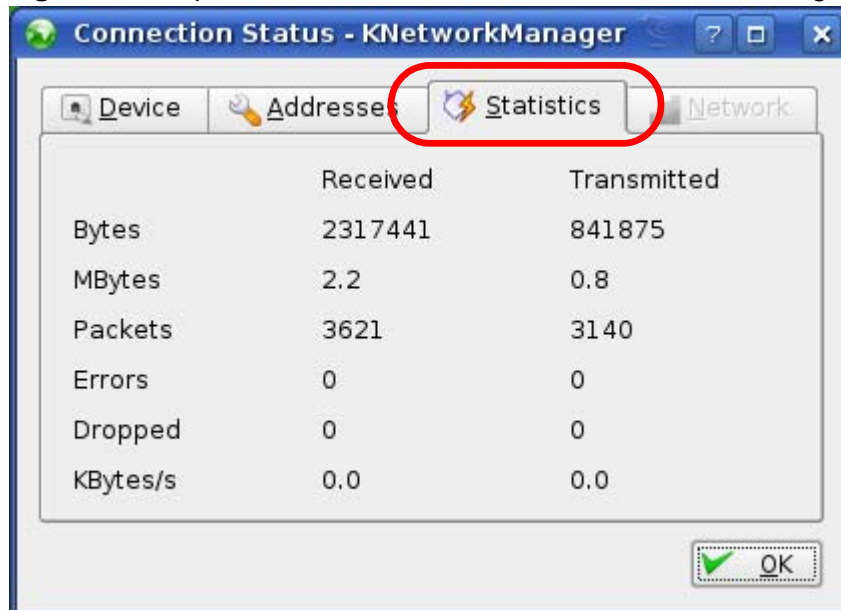 Connection Status - KNetworkManager ?
Device Addresses Statistics Network
Received Transmitted
Bytes 2317441 841875
MBytes 2.2 0.8
Packets 3621 3140
Errors 0 0
Dropped 0 0
KBytes/s 0.0 0.0
OK